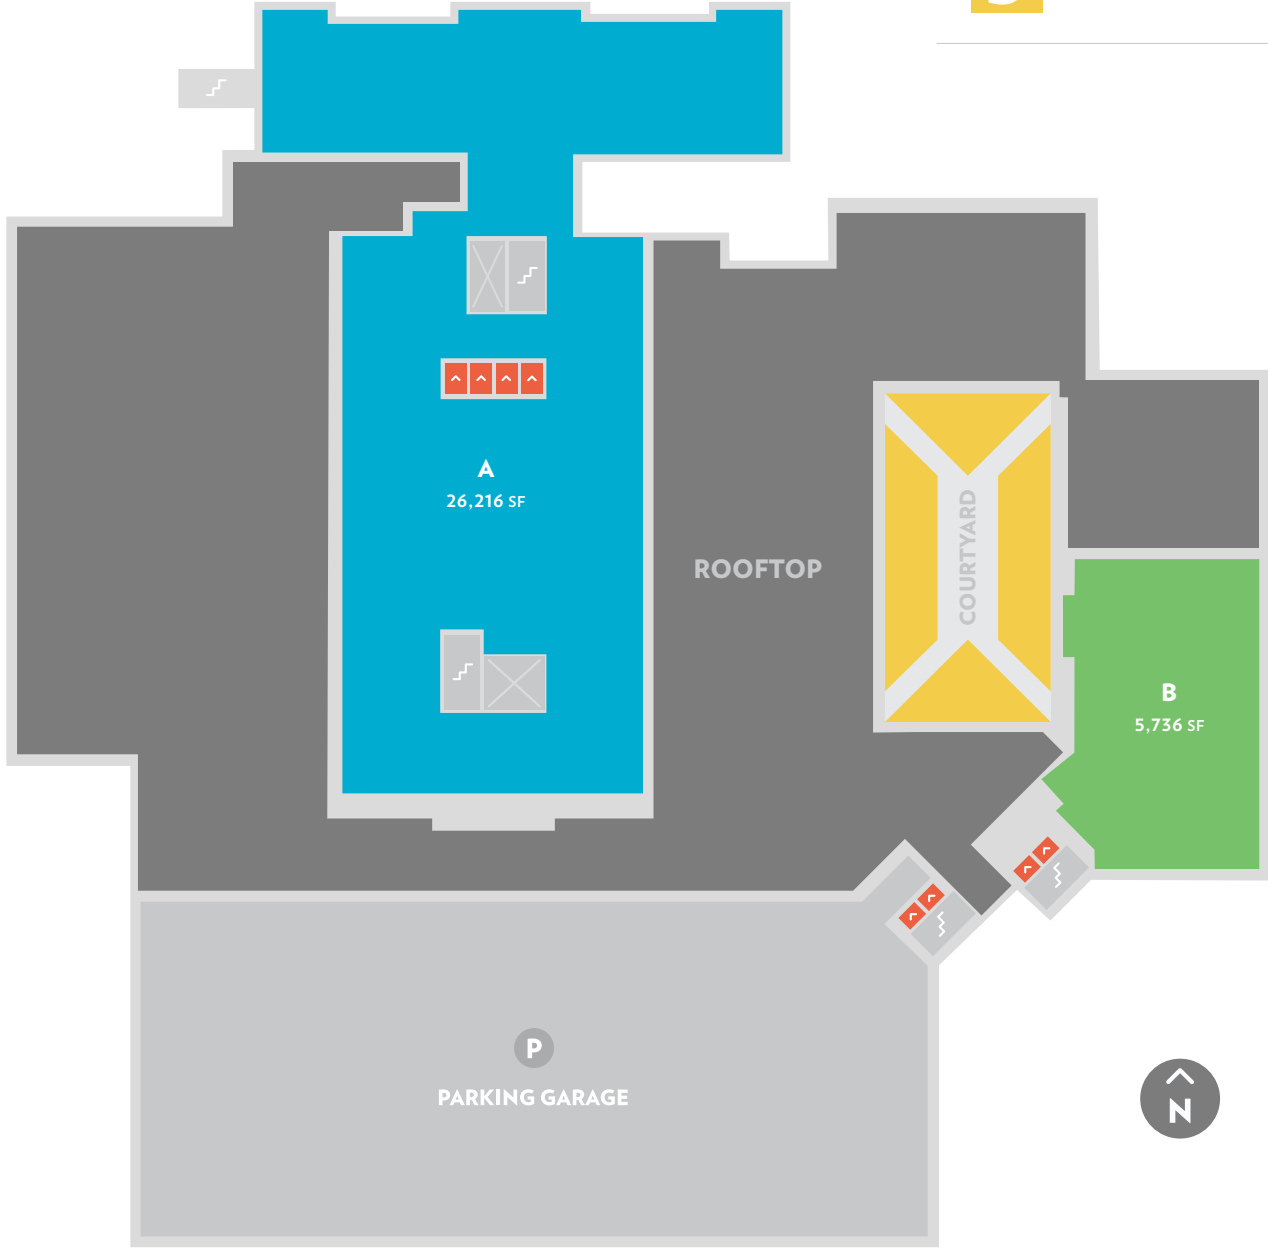 A
26,216 SF
ROOFTOP
COURTYARD
B
5,736 SF
P
PARKING GARAGE
N